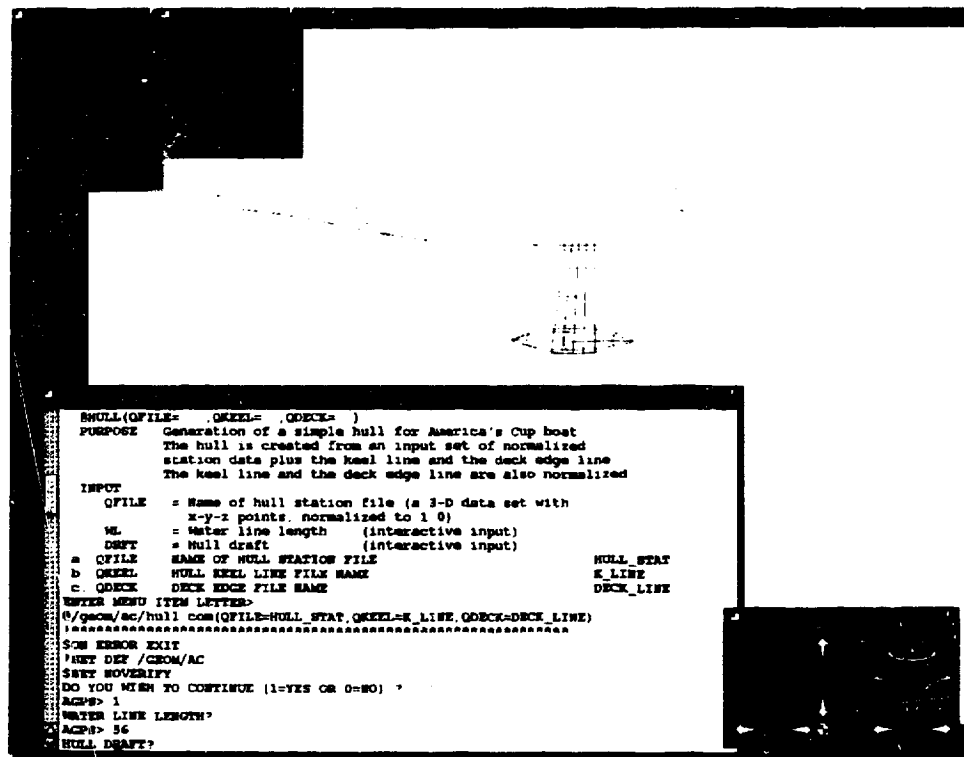 @HULL(QFILE= ,QKEEL= ,QDECK= )
PURPOSE Generation of a simple hull for America's Cup boat
The hull is created from an input set of normalized
station data plus the keel line and the deck edge line
The keel line and the deck edge line are also normalized
INPUT
QFILE = Name of hull station file (a 3-D data set with
x-y-z points, normalized to 1 0)
WL = Water line length (interactive input)
DRFT = Hull draft (interactive input)
a QFILE NAME OF HULL STATION FILE HULL_STAT
b QKEEL HULL KEEL LINE FILE NAME K_LINE
c. QDECK DECK EDGE FILE NAME DECK_LINE
ENTER MENU ITEM LETTER>
@/geom/ac/hull com(QFILE=HULL_STAT,QKEEL=K_LINE,QDECK=DECK_LINE)
$ON ERROR EXIT
DEF /GEOM/AC
$SET NOVERIFY
DO YOU WISH TO CONTINUE (1=YES OR 0=NO) ?
AGPS> 1
WATER LINE LENGTH?
AGPS> 56
HULL DRAFT?